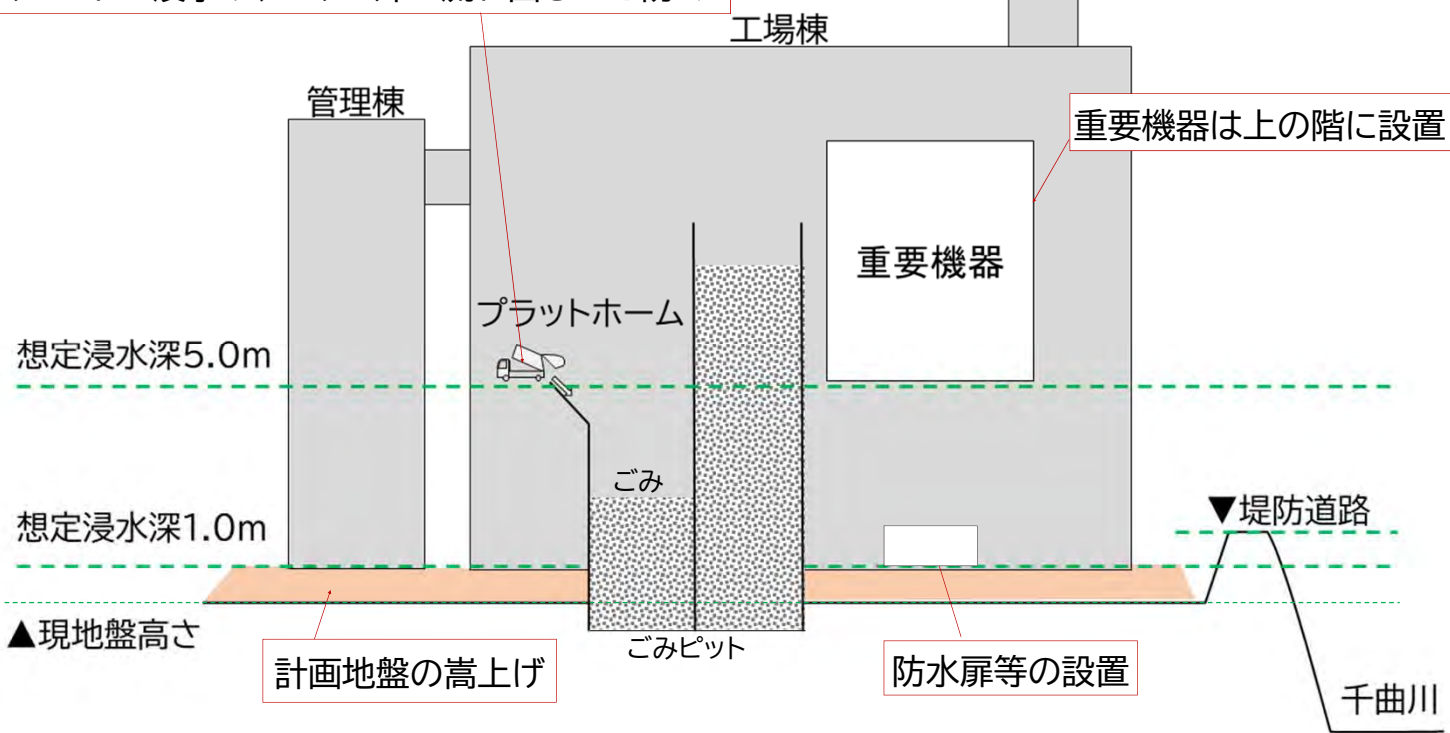 工場棟
管理棟
重要機器は上の階に設置
重要機器
プラットホーム
想定浸水深5.0m
ごみ
想定浸水深1.0m
▼堤防道路
▲現地盤高さ
ごみピット
計画地盤の嵩上げ
防水扉等の設置
千曲川